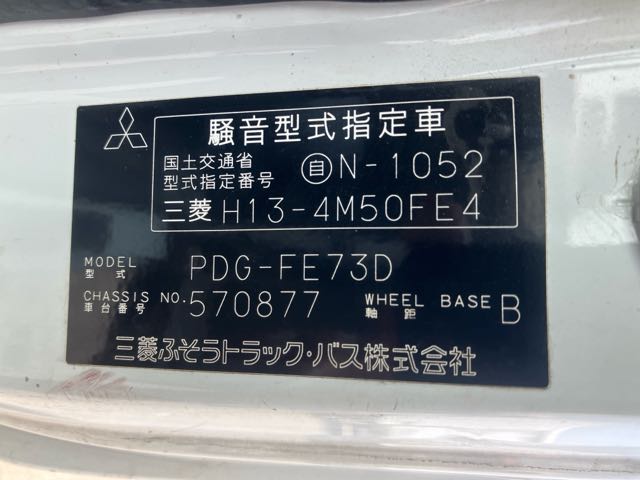 騒音型式指定車
国土交通省
型式指定番号 自N-1052
三菱 H13-4M50FE4
MODEL
型式 PDG-FE73D
CHASSIS NO.
車台番号 570877 WHEEL BASE
軸距 B
三菱ふそうトラック・バス株式会社